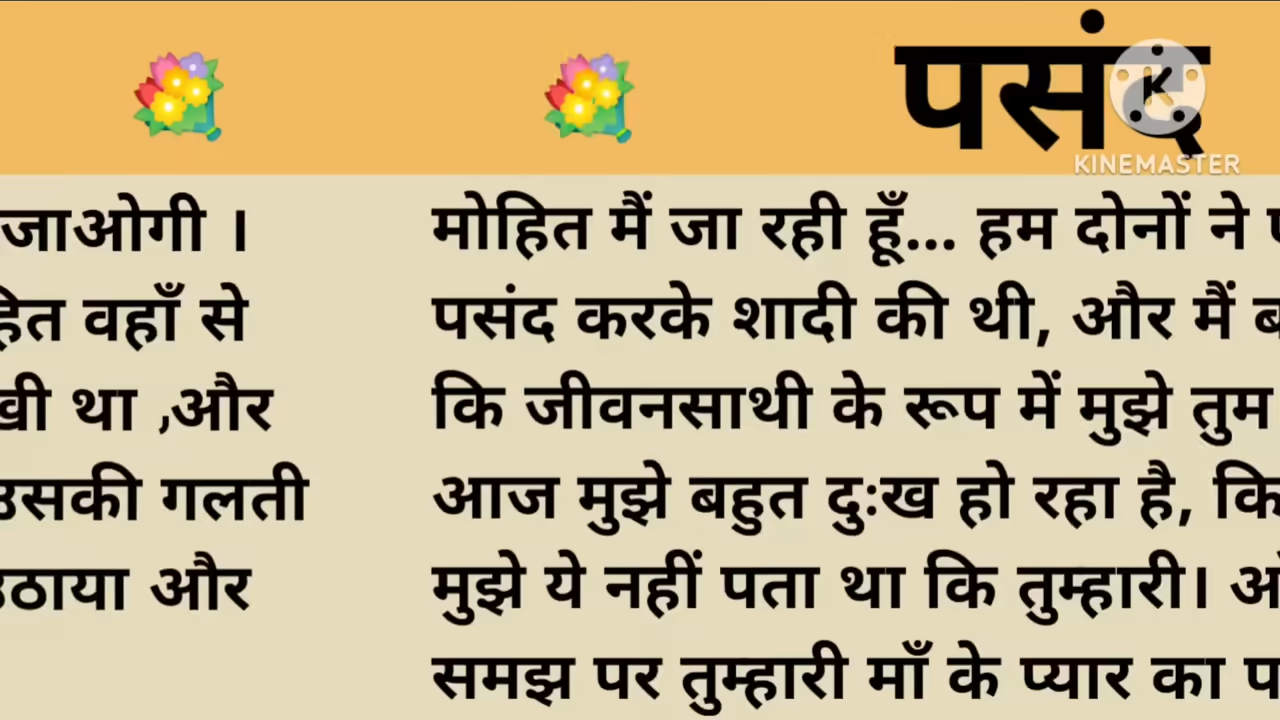 पसंद
KINEMASTER
जाओगी ।
वहाँ से
था ,और
उसकी गलती
उठाया और
मोहित मैं जा रही हूँ... हम दोनों ने
पसंद करके शादी की थी, और मैं
कि जीवनसाथी के रूप में मुझे तुम
आज मुझे बहुत दुःख हो रहा है, कि
मुझे ये नहीं पता था कि तुम्हारी।
समझ पर तुम्हारी माँ के प्यार का